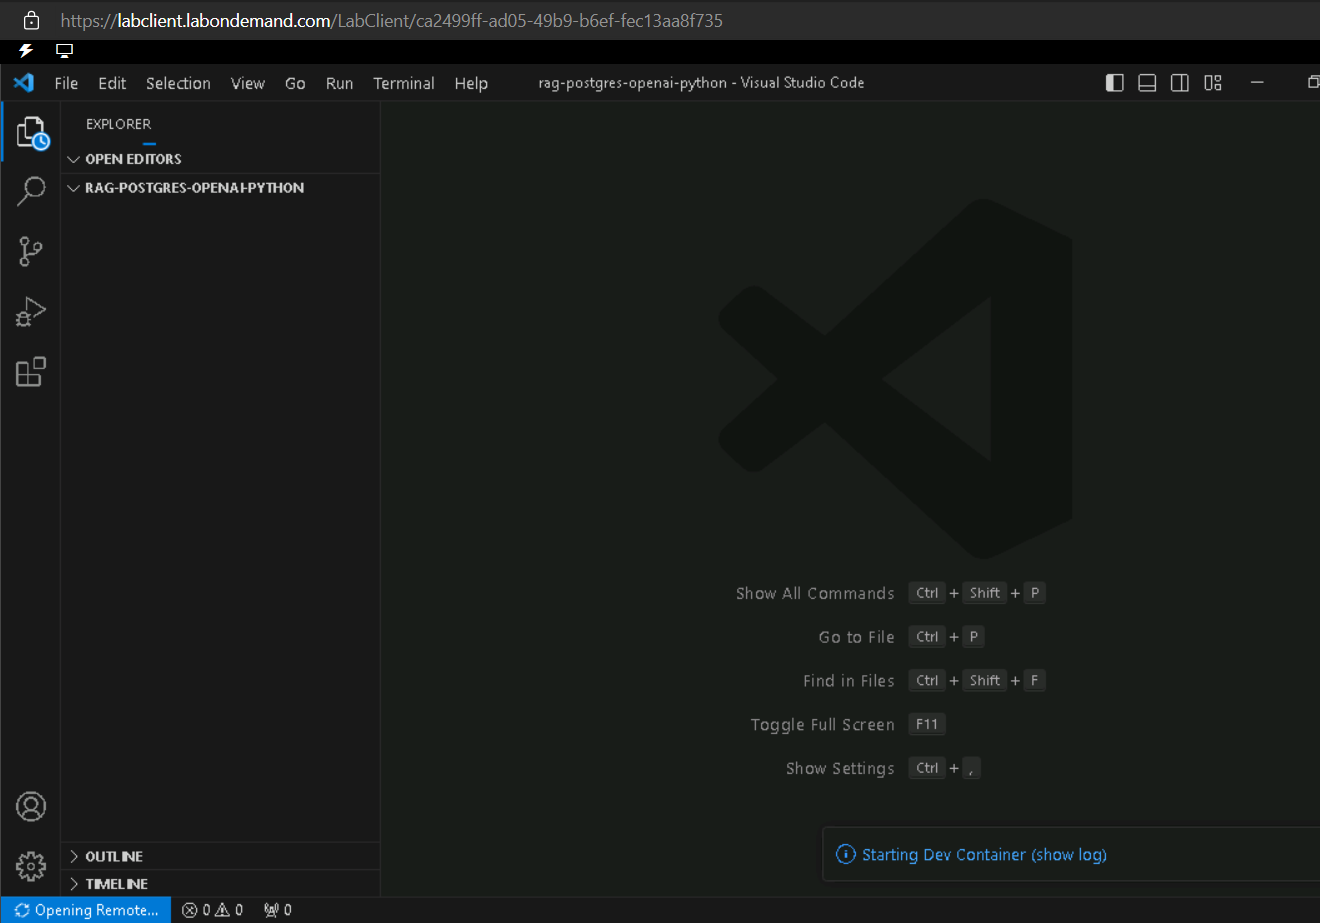 https://labclient.labondemand.com/LabClient/ca2499ff-ad05-49b9-b6ef-fec13aa8f735
File Edit Selection View Go Run Terminal Help rag-postgres-openai-python - Visual Studio Code
EXPLORER
OPEN EDITORS
RAG-POSTGRES-OPENAI-PYTHON
Show All Commands Ctrl + Shift + P
Go to File Ctrl + P
Find in Files Ctrl + Shift + F
Toggle Full Screen F11
Show Settings Ctrl + ,
Starting Dev Container (show log)
OUTLINE
TIMELINE
Opening Remote... 0 0 0